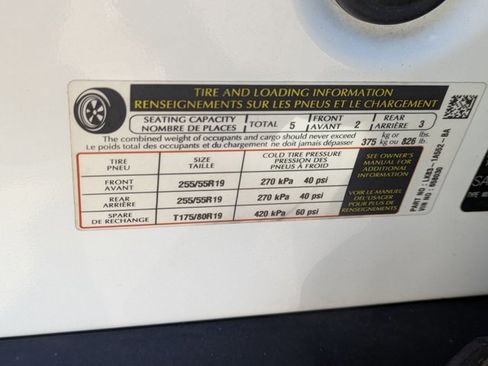 TIRE AND LOADING INFORMATION
RENSEIGNEMENTS SUR LES PNEUS ET LE CHARGEMENT
SEATING CAPACITY
NOMBRE DE PLACES
TOTAL 5
FRONT
AVANT 2
REAR
ARRIÈRE 3
The combined weight of occupants and cargo should never exceed
Le poids total des occupants et du chargement ne doit jamais dépasser
375 kg or kg ou 826 lbs. lb.
TIRE
PNEU
SIZE
TAILLE
COLD TIRE PRESSURE
PRESSION DES
PNEUS À FROID
FRONT
AVANT
255/55R19
270 kPa 40 psi
REAR
ARRIÈRE
255/55R19
270 kPa 40 psi
SPARE
DE RECHANGE
T175/80R19
420 kPa 60 psi
SEE OWNER'S
MANUAL FOR
ADDITIONAL
INFORMATION
VOIR LE MANUEL
DE L'USAGER
POUR PLUS DE
RENSEIGNEMENTS
PART NO - LK83 - 1A502 - BA